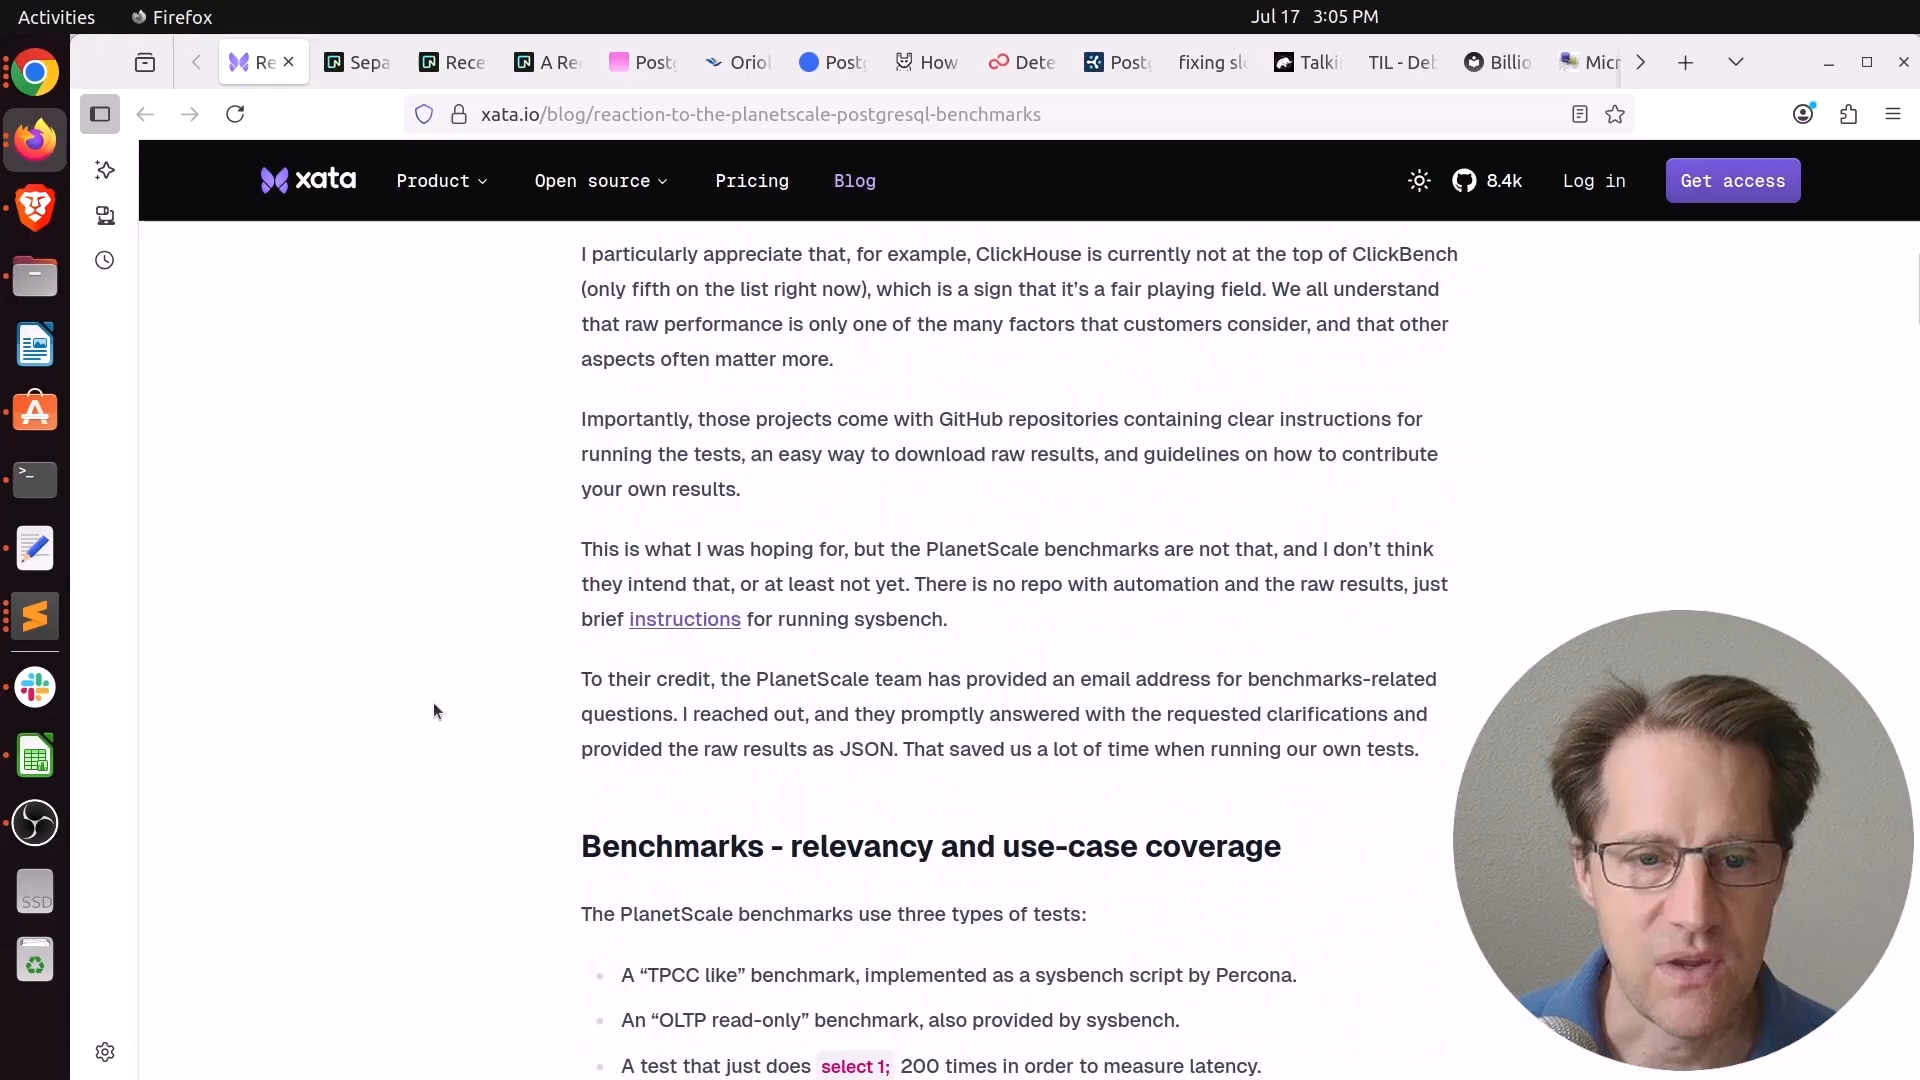 Activities
Firefox
Jul 17 3:05 PM
Re
Sepa
Rece
A Re
Postg
Oriol
Postg
How
Dete
Postg
fixing sl
Talki
TIL - Det
Billio
Micr
xata.io/blog/reaction-to-the-planetscale-postgresql-benchmarks
xata
Product
Open source
Pricing
Blog
8.4k
Log in
Get access
I particularly appreciate that, for example, ClickHouse is currently not at the top of ClickBench
(only fifth on the list right now), which is a sign that it’s a fair playing field. We all understand
that raw performance is only one of the many factors that customers consider, and that other
aspects often matter more.
Importantly, those projects come with GitHub repositories containing clear instructions for
running the tests, an easy way to download raw results, and guidelines on how to contribute
your own results.
This is what I was hoping for, but the PlanetScale benchmarks are not that, and I don’t think
they intend that, or at least not yet. There is no repo with automation and the raw results, just
brief instructions for running sysbench.
To their credit, the PlanetScale team has provided an email address for benchmarks-related
questions. I reached out, and they promptly answered with the requested clarifications and
provided the raw results as JSON. That saved us a lot of time when running our own tests.
Benchmarks - relevancy and use-case coverage
The PlanetScale benchmarks use three types of tests:
A “TPCC like” benchmark, implemented as a sysbench script by Percona.
An “OLTP read-only” benchmark, also provided by sysbench.
A test that just does select 1; 200 times in order to measure latency.
SSD